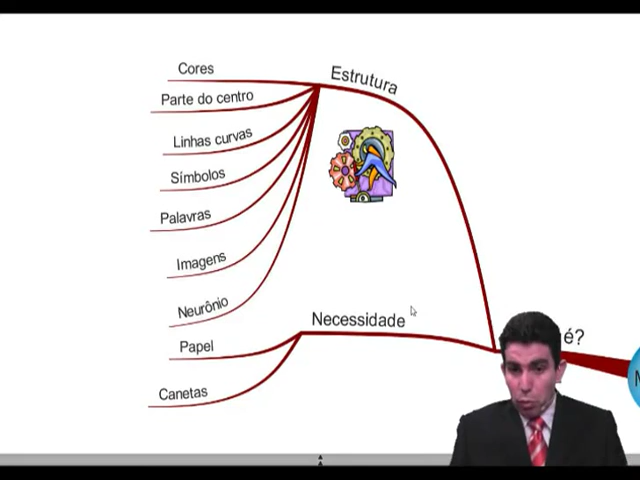 Cores
Estrutura
Parte do centro
Linhas curvas
Símbolos
Palavras
Imagens
Neurônio
Necessidade
é?
Papel
Canetas